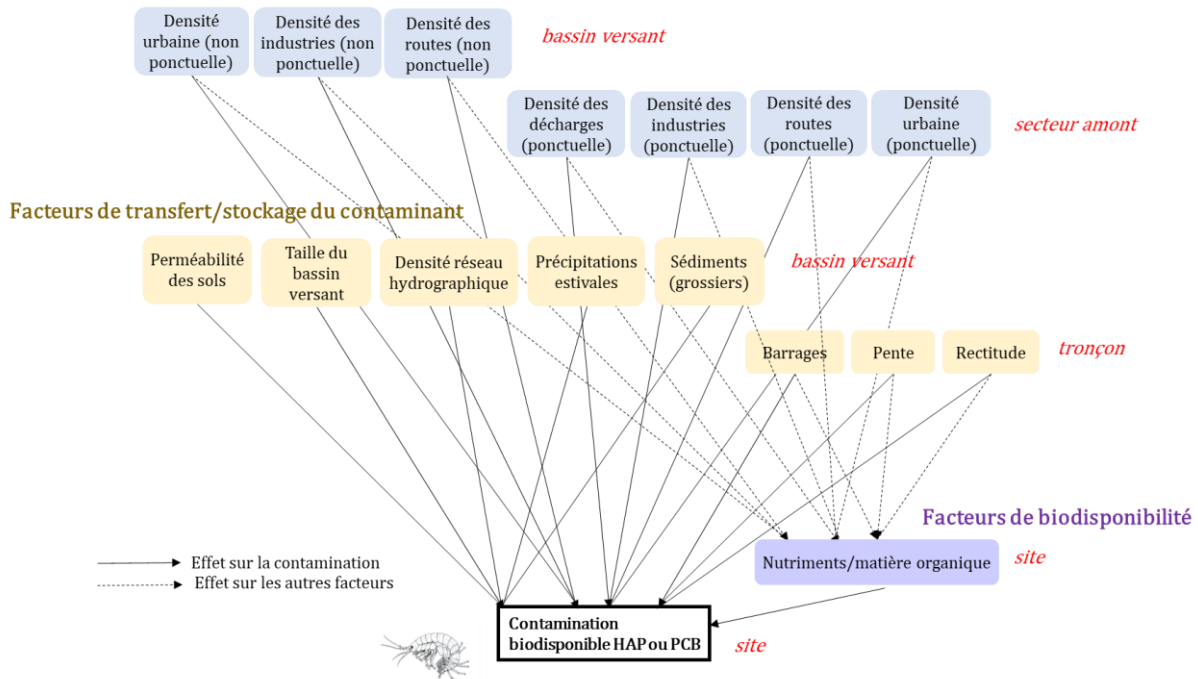 Densité
urbaine (non
ponctuelle)
Densité des
industries (non
ponctuelle)
Densité des
routes (non
ponctuelle)
bassin versant
Densité des
décharges
(ponctuelle)
Densité des
industries
(ponctuelle)
Densité des
routes
(ponctuelle)
Densité
urbaine
(ponctuelle)
secteur amont
Facteurs de transfert/stockage du contaminant
Perméabilité
des sols
Taille du
bassin
versant
Densité réseau
hydrographique
Précipitations
estivales
Sédiments
(grossiers)
bassin versant
Barrages
Pente
Rectitude
tronçon
Facteurs de biodisponibilité
Nutriments/matière organique
site
Effet sur la contamination
Effet sur les autres facteurs
Contamination
biodisponible HAP ou PCB
site